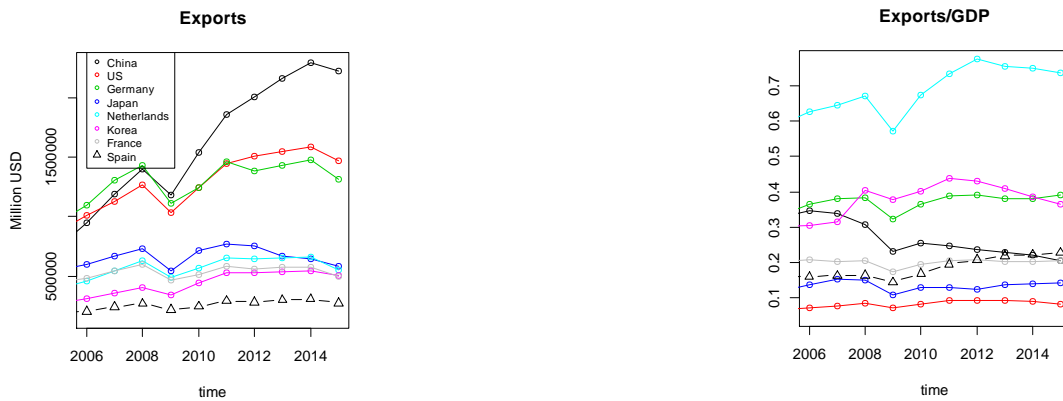 Exports
China
US
Germany
Japan
Netherlands
Korea
France
Spain
Million USD
1500000
500000
2006 2008 2010 2012 2014
time
Exports/GDP
0.7
0.6
0.5
0.4
0.3
0.2
0.1
2006 2008 2010 2012 2014
time